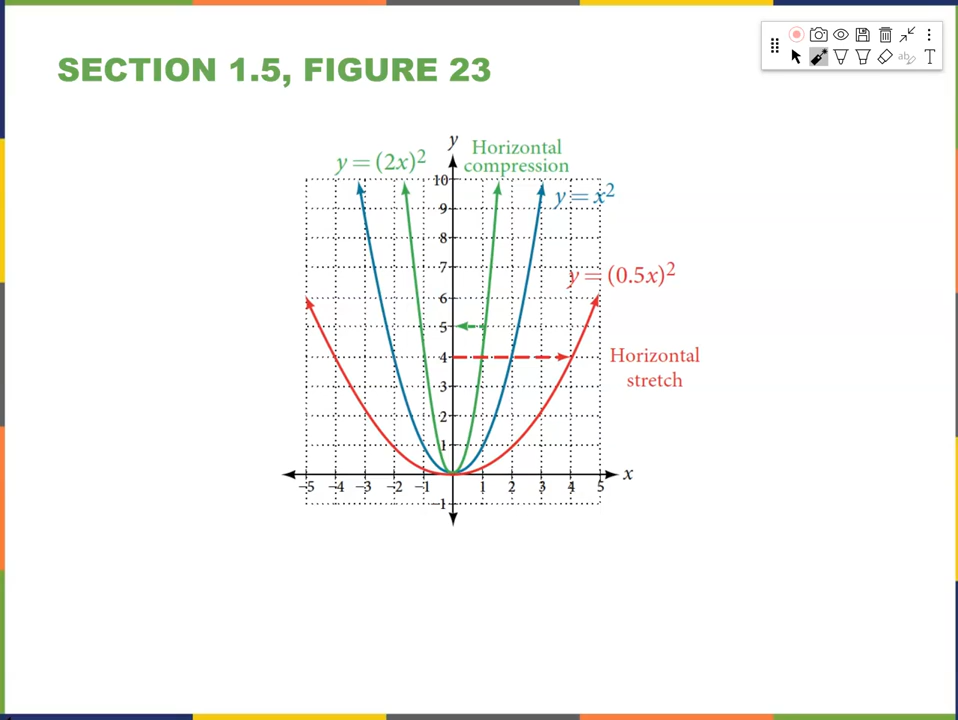 SECTION 1.5, FIGURE 23
ab
T
y
Horizontal
compression
y = (2x)²
y = x²
10
9
8
7
y = (0.5x)²
6
5
4
Horizontal
stretch
3
2
1
x
−5 −4 −3 −2 −1 1 2 3 4 5
−1